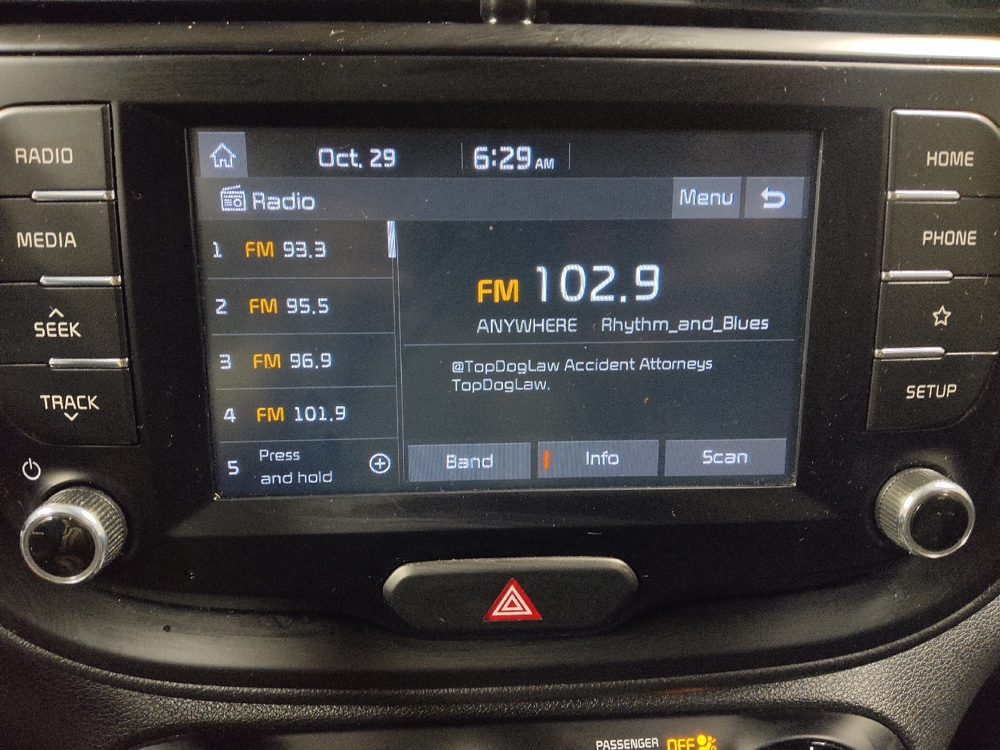 RADIO
MEDIA
SEEK
TRACK
Oct. 29 6:29 AM
Radio Menu
1 FM 93.3
2 FM 95.5
3 FM 96.9
4 FM 101.9
5 Press
and hold
FM 102.9
ANYWHERE Rhythm_and_Blues
@TopDogLaw Accident Attorneys
TopDogLaw.
Band Info Scan
HOME
PHONE
SETUP
PASSENGER OFF